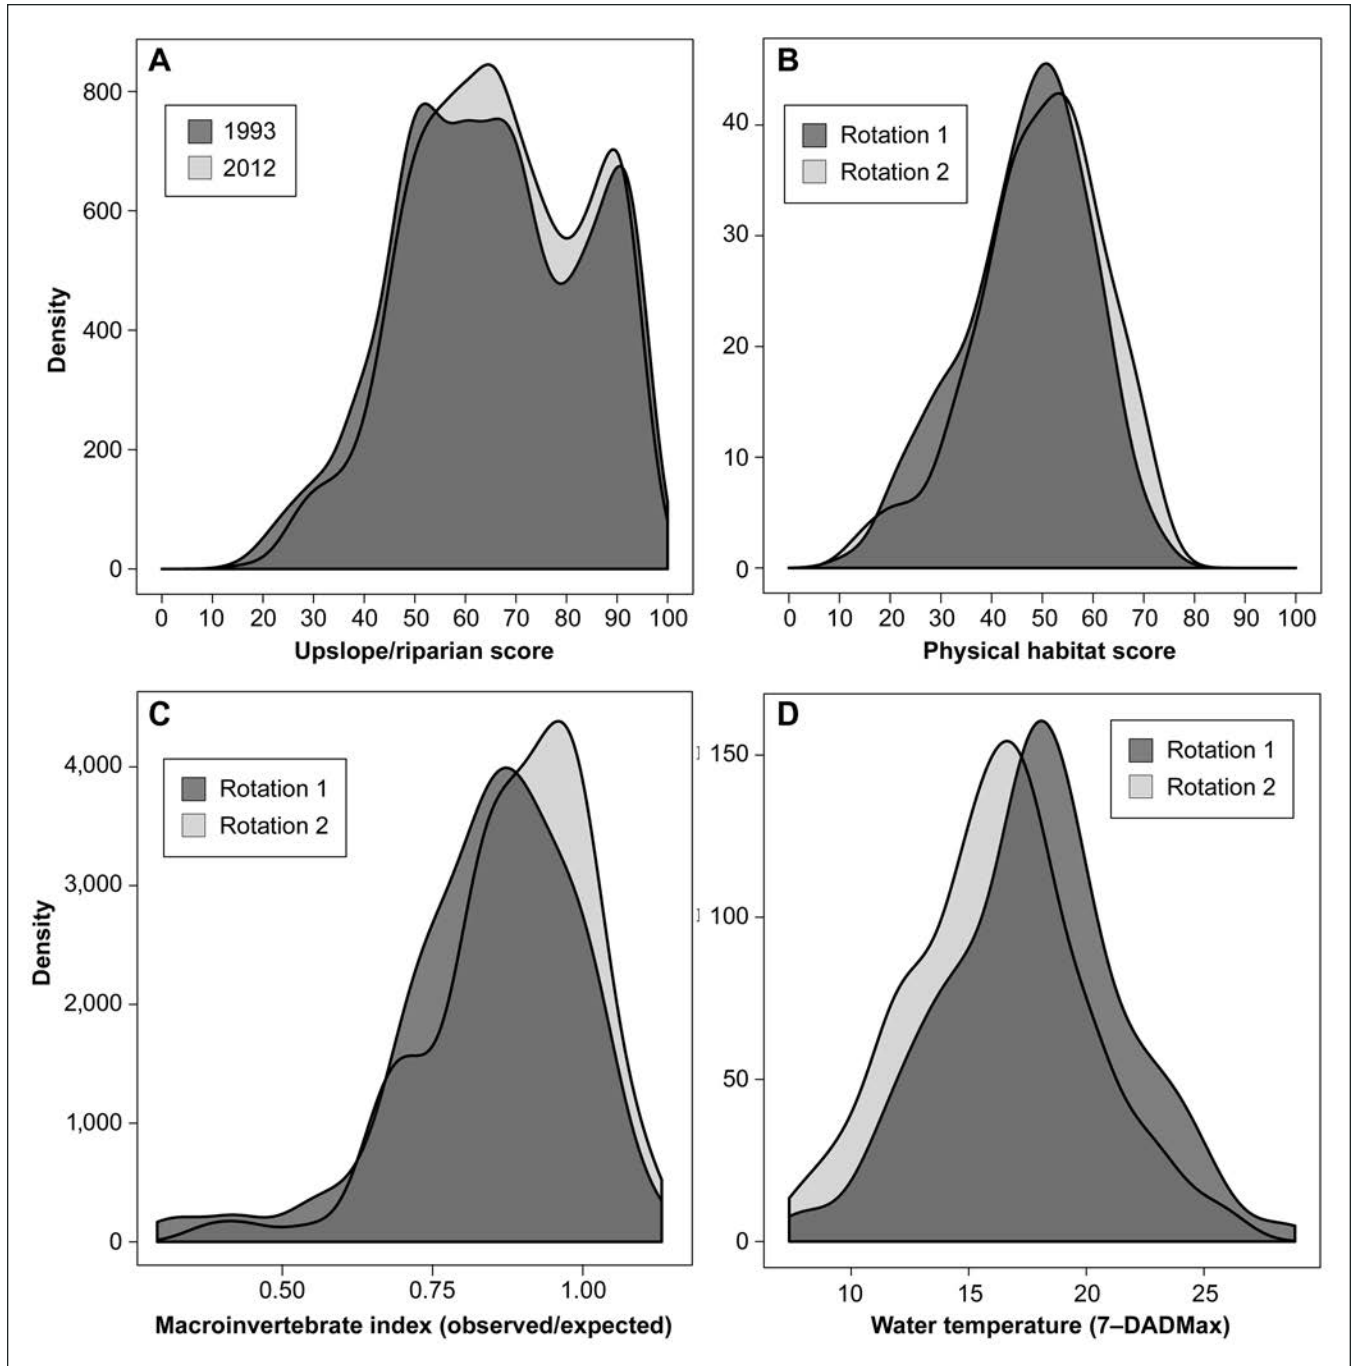 A
1993
2012
800
600
400
200
0
Density
0 10 20 30 40 50 60 70 80 90 100
Upslope/riparian score
B
Rotation 1
Rotation 2
40
30
20
10
0
0 10 20 30 40 50 60 70 80 90 100
Physical habitat score
C
Rotation 1
Rotation 2
4,000
3,000
2,000
1,000
0
Density
0.50 0.75 1.00
Macroinvertebrate index (observed/expected)
D
Rotation 1
Rotation 2
150
100
50
0
10 15 20 25
Water temperature (7–DADMax)